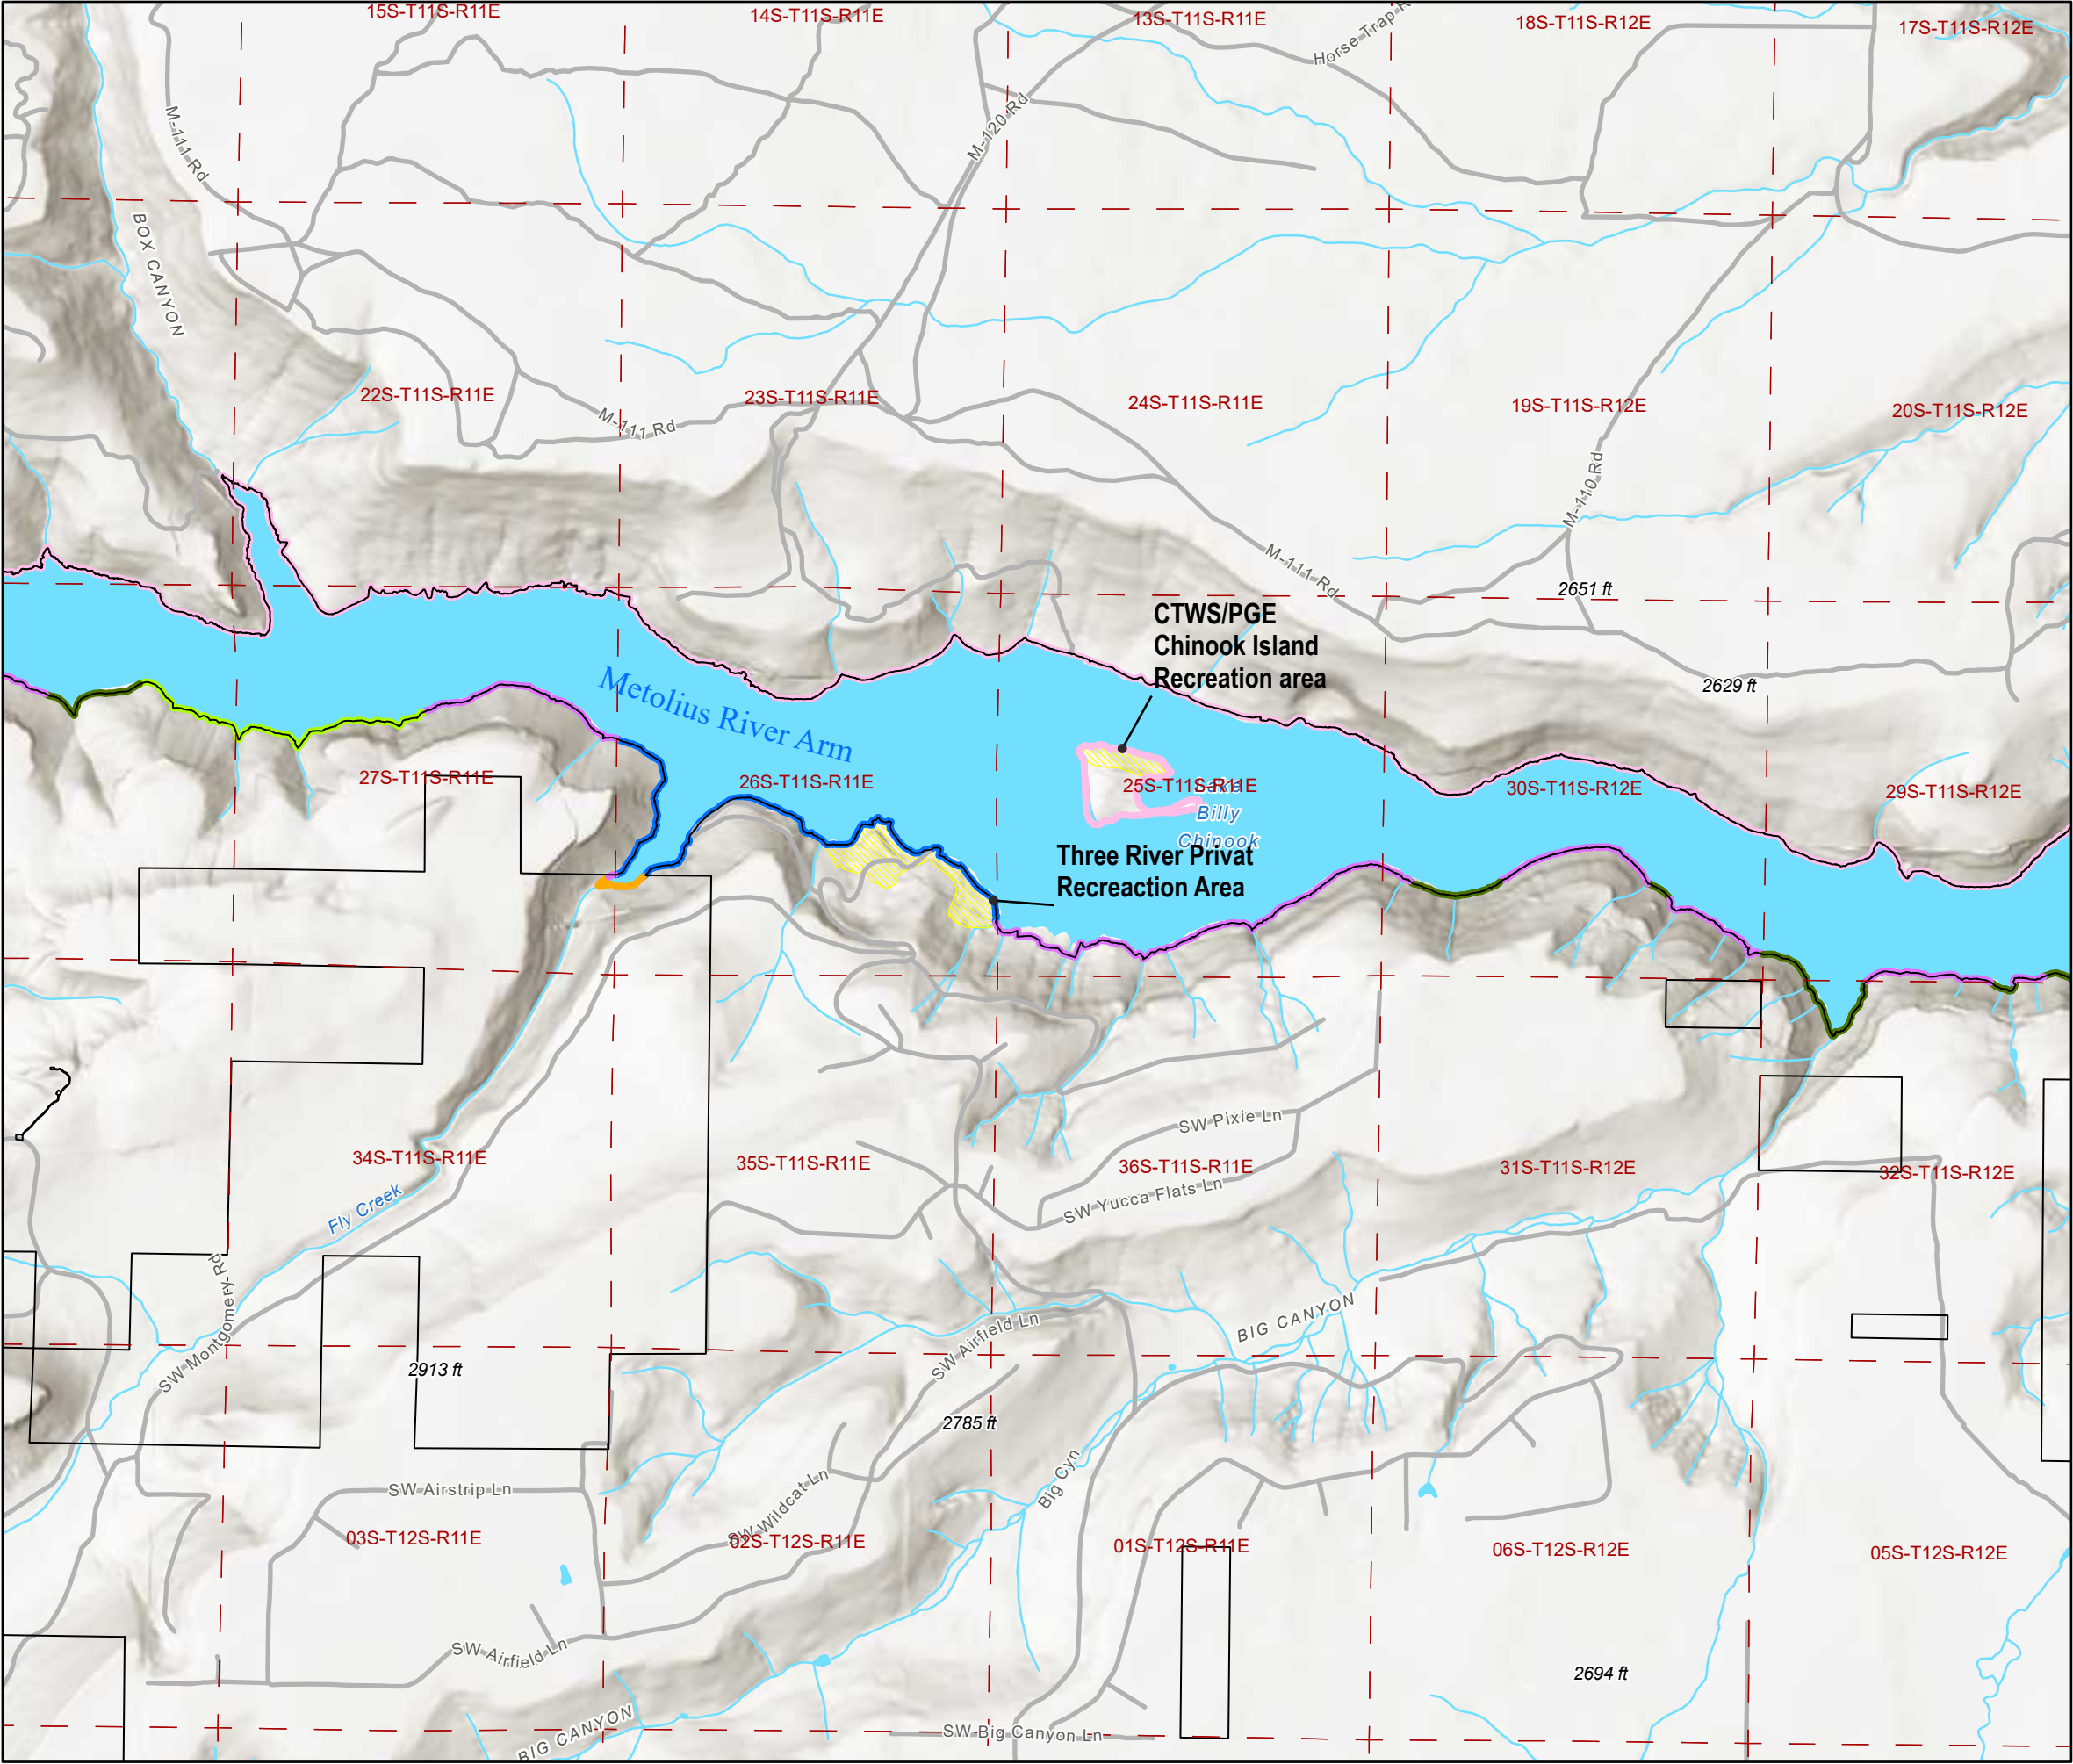 15S-T11S-R11E
14S-T11S-R11E
13S-T11S-R11E
18S-T11S-R12E
17S-T11S-R12E
Horse Trap R
M-111 Rd
M-120 Rd
BOX CANYON
22S-T11S-R11E
23S-T11S-R11E
24S-T11S-R11E
19S-T11S-R12E
20S-T11S-R12E
M-111 Rd
M-110 Rd
M-111 Rd
2651 ft
CTWS/PGE
Chinook Island
Recreation area
2629 ft
Metolius River Arm
27S-T11S-R11E
26S-T11S-R11E
25S-T11S-R11E
30S-T11S-R12E
29S-T11S-R12E
Lake
Billy
Chinook
Three River Privat
Recreaction Area
34S-T11S-R11E
35S-T11S-R11E
36S-T11S-R11E
31S-T11S-R12E
32S-T11S-R12E
SW Pixie Ln
SW Yucca Flats Ln
Fly Creek
SW Montgomery Rd
BIG CANYON
SW Airfield Ln
2913 ft
2785 ft
SW Airstrip Ln
SW Wildcat Ln
Big Cyn
03S-T12S-R11E
02S-T12S-R11E
01S-T12S-R11E
06S-T12S-R12E
05S-T12S-R12E
SW Airfield Ln
2694 ft
BIG CANYON
SW Big Canyon Ln